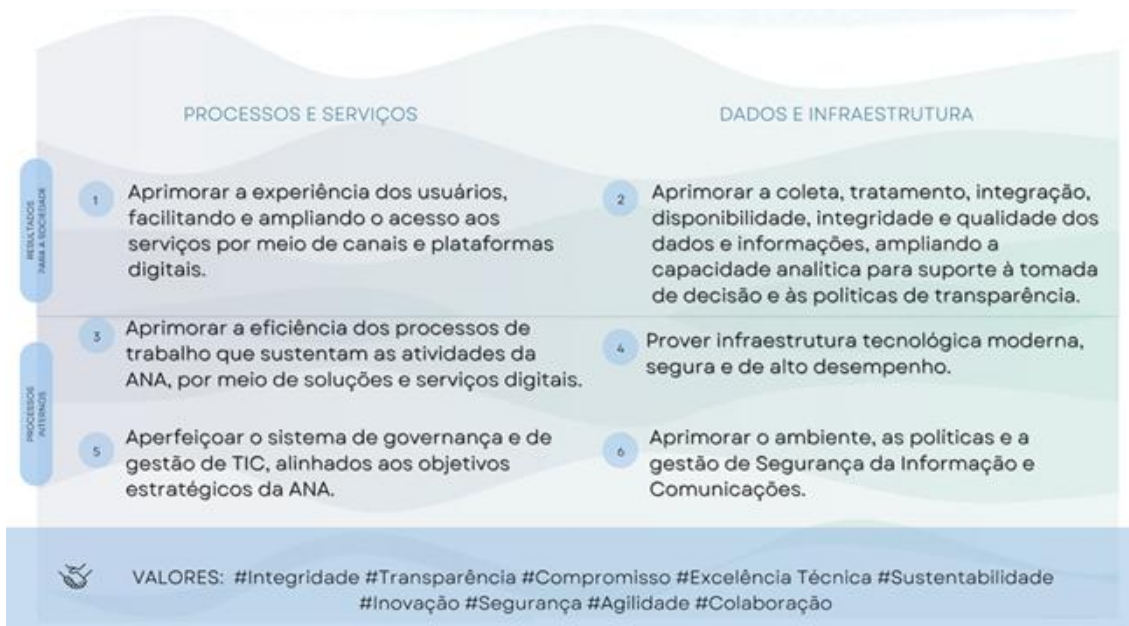 PROCESSOS E SERVIÇOS
DADOS E INFRAESTRUTURA
RESULTADOS
PARA A SOCIEDADE
1
Aprimorar a experiência dos usuários,
facilitando e ampliando o acesso aos
serviços por meio de canais e plataformas
digitais.
2
Aprimorar a coleta, tratamento, integração,
disponibilidade, integridade e qualidade dos
dados e informações, ampliando a
capacidade analítica para suporte à tomada
de decisão e às políticas de transparência.
PROCESSOS
INTERNOS
3
Aprimorar a eficiência dos processos de
trabalho que sustentam as atividades da
ANA, por meio de soluções e serviços digitais.
4
Prover infraestrutura tecnológica moderna,
segura e de alto desempenho.
5
Aperfeiçoar o sistema de governança e de
gestão de TIC, alinhados aos objetivos
estratégicos da ANA.
6
Aprimorar o ambiente, as políticas e a
gestão de Segurança da Informação e
Comunicações.
VALORES: #Integridade #Transparência #Compromisso #Excelência Técnica #Sustentabilidade
#Inovação #Segurança #Agilidade #Colaboração